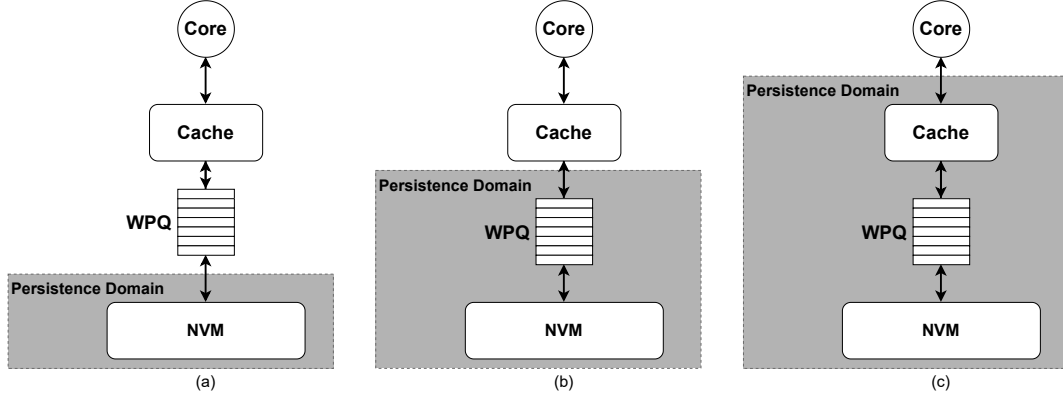 Core
Cache
WPQ
Persistence Domain
NVM
(a)
Core
Cache
Persistence Domain
WPQ
NVM
(b)
Core
Persistence Domain
Cache
WPQ
NVM
(c)